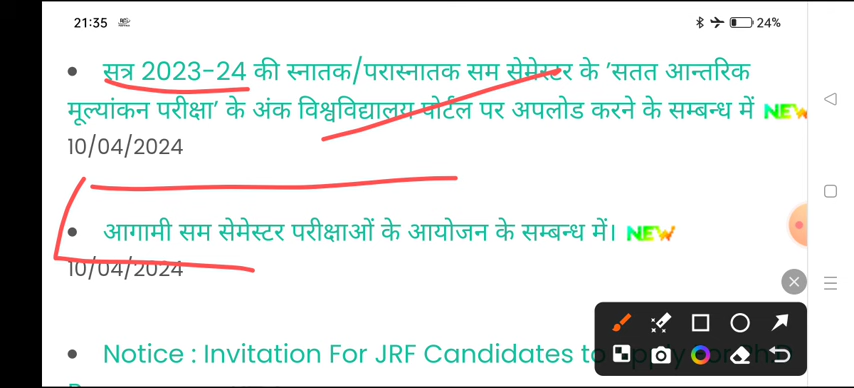 21:35
24%
सत्र 2023-24 की स्नातक/परास्नातक सम सेमेस्टर के 'सतत आन्तरिक
मूल्यांकन परीक्षा' के अंक विश्वविद्यालय पोर्टल पर अपलोड करने के सम्बन्ध में NEW
10/04/2024
आगामी सम सेमेस्टर परीक्षाओं के आयोजन के सम्बन्ध में। NEW
10/04/2024
Notice : Invitation For JRF Candidates to